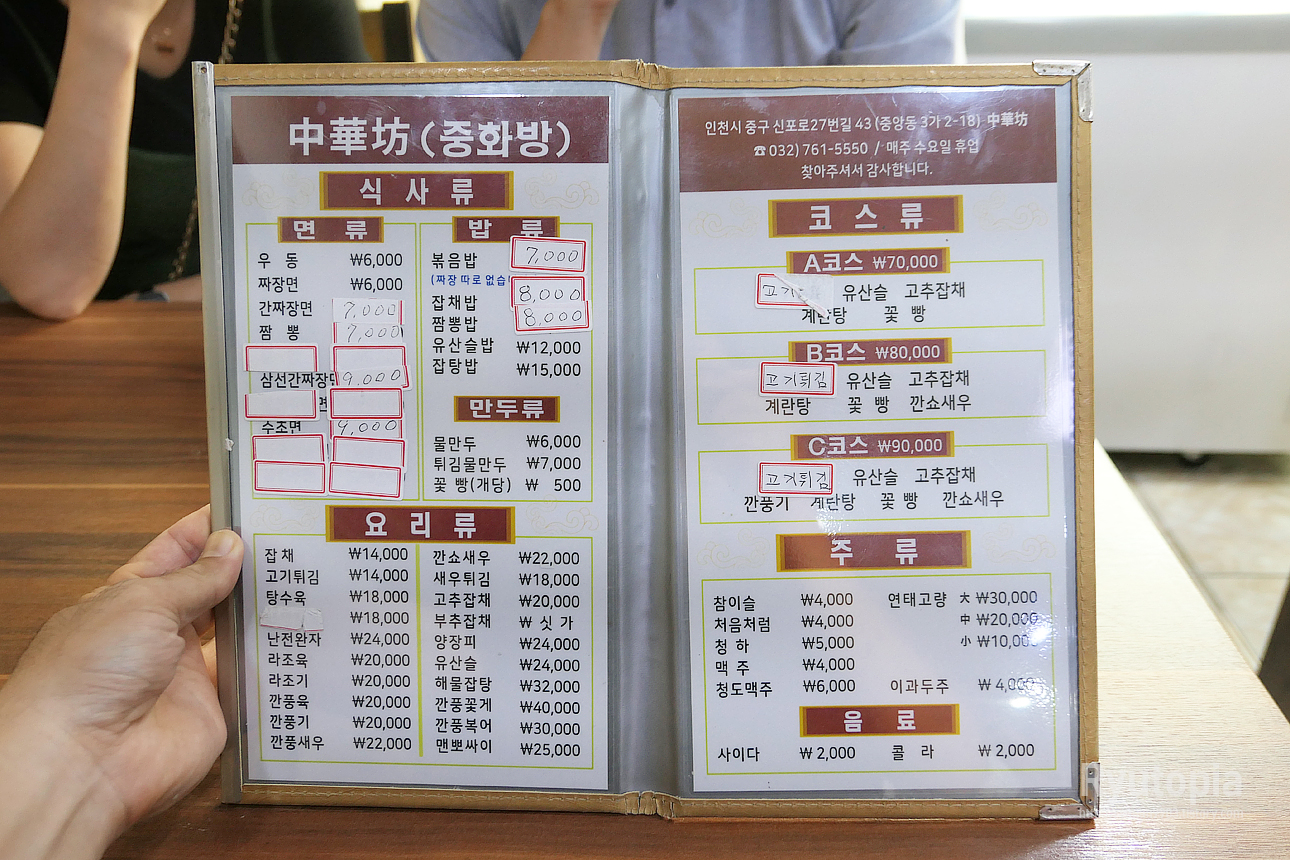 中華坊 (중화방)
식 사 류
면 류
우 동 ₩6,000
짜장면 ₩6,000
간짜장면 7,000
짬 뽕 7,000
삼선간짜장면 9,000
면
수초면 9,000
밥 류
볶음밥 7,000
(짜장 따로 없습
잡채밥 8,000
짬뽕밥 8,000
유산슬밥 ₩12,000
잡탕밥 ₩15,000
만두류
물만두 ₩6,000
튀김물만두 ₩7,000
꽃 빵(개당) ₩ 500
요 리 류
잡 채 ₩14,000
고기튀김 ₩14,000
탕수육 ₩18,000
₩18,000
난전완자 ₩24,000
라조육 ₩20,000
라조기 ₩20,000
깐풍육 ₩20,000
깐풍기 ₩20,000
깐풍새우 ₩22,000
깐쇼새우 ₩22,000
새우튀김 ₩18,000
고추잡채 ₩20,000
부추잡채 ₩ 싯 가
양장피 ₩24,000
유산슬 ₩24,000
해물잡탕 ₩32,000
깐풍꽃게 ₩40,000
깐풍복어 ₩30,000
맨뽀싸이 ₩25,000
인천시 중구 신포로27번길 43 (중앙동 3가 2-18) 中華坊
☎ 032) 761-5550 / 매주 수요일 휴업
찾아주셔서 감사합니다.
코 스 류
A코스 ₩70,000
고기 유산슬 고추잡채
계란탕 꽃 빵
B코스 ₩80,000
고기튀김 유산슬 고추잡채
계란탕 꽃 빵 깐쇼새우
C코스 ₩90,000
고기튀김 유산슬 고추잡채
깐풍기 계란탕 꽃 빵 깐쇼새우
주 류
참이슬 ₩4,000 연태고량 大 ₩30,000
처음처럼 ₩4,000 中 ₩20,000
청 하 ₩5,000 小 ₩10,000
맥 주 ₩4,000
청도맥주 ₩6,000 이과두주 ₩ 4,000
음 료
사이다 ₩ 2,000 콜 라 ₩ 2,000